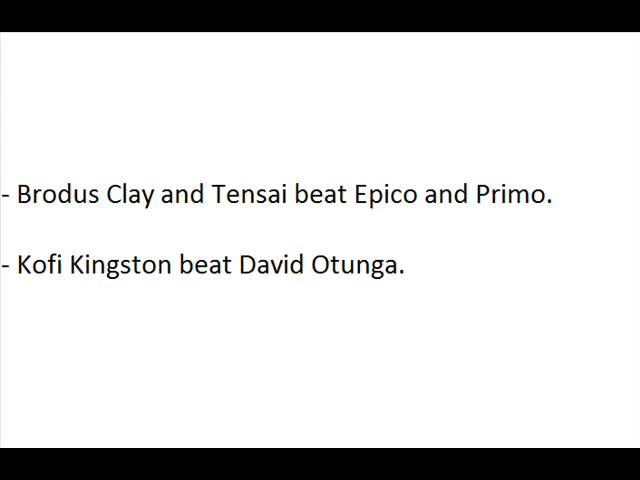 - Brodus Clay and Tensai beat Epico and Primo.
- Kofi Kingston beat David Otunga.